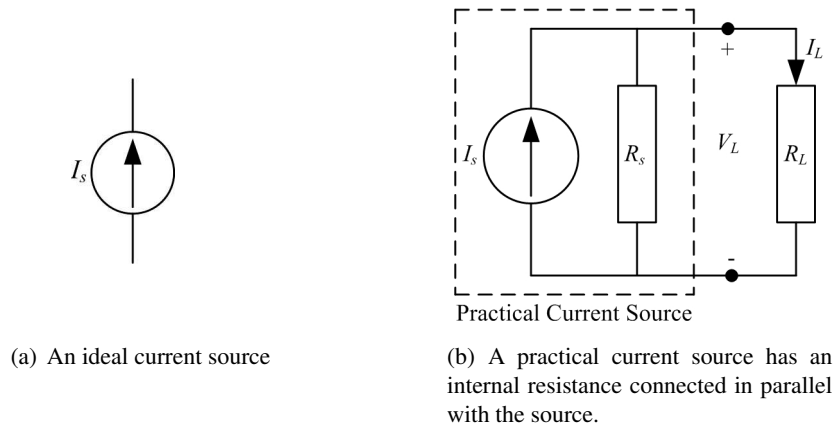 I_s
(a) An ideal current source
I_s
R_s
+
V_L
-
I_L
R_L
Practical Current Source
(b) A practical current source has an
internal resistance connected in parallel
with the source.